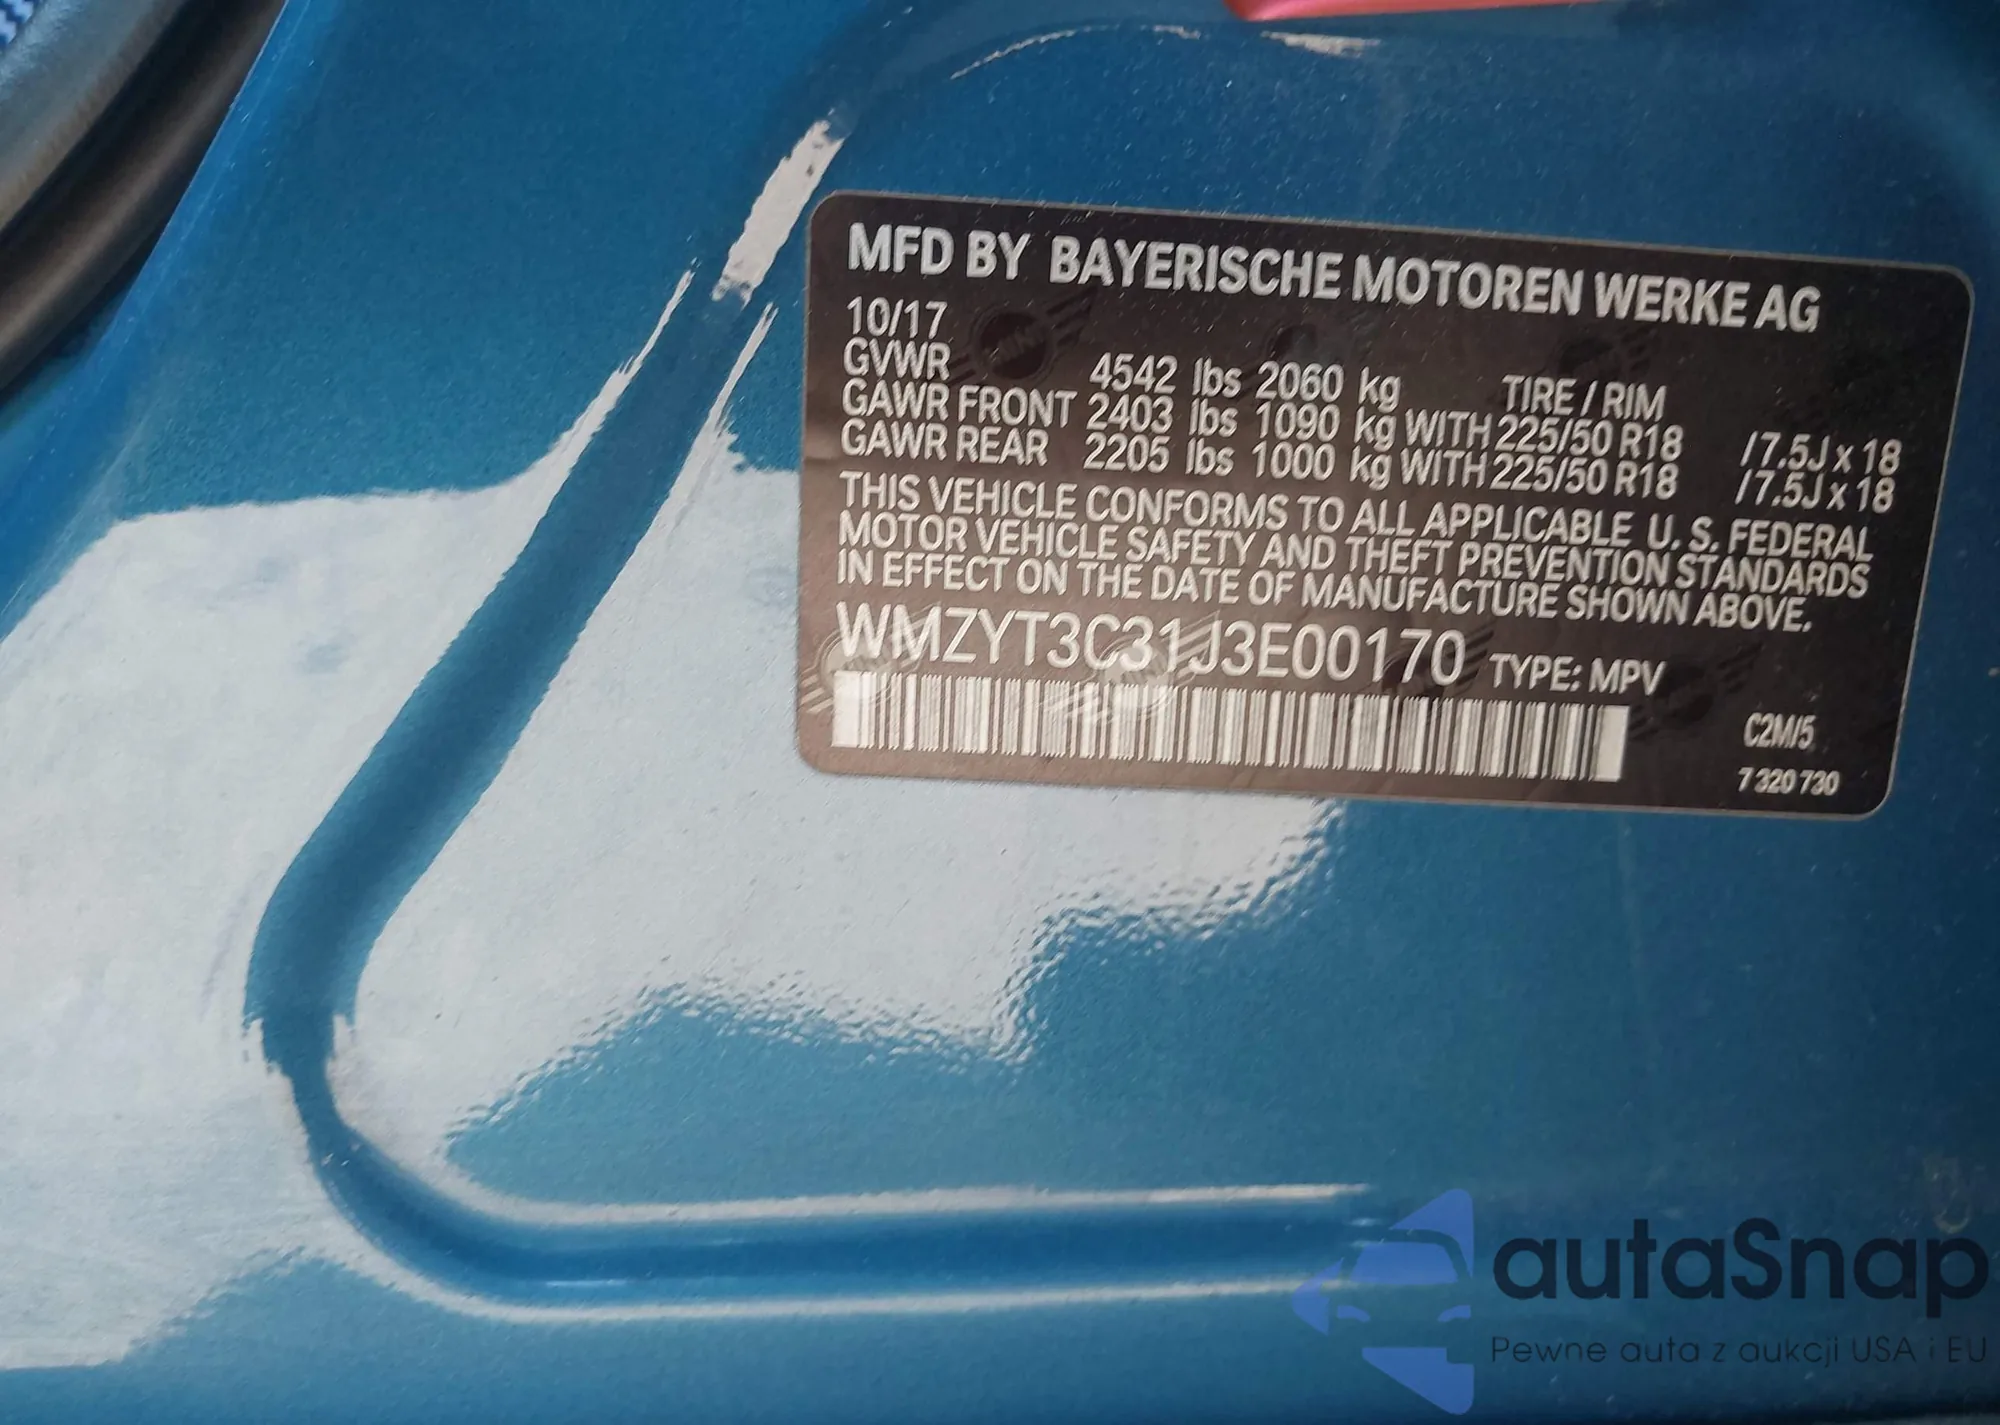 MFD BY BAYERISCHE MOTOREN WERKE AG
10/17
GVWR 4542 lbs 2060 kg TIRE / RIM
GAWR FRONT 2403 lbs 1090 kg WITH 225/50 R18 /7.5J x 18
GAWR REAR 2205 lbs 1000 kg WITH 225/50 R18 /7.5J x 18
THIS VEHICLE CONFORMS TO ALL APPLICABLE U. S. FEDERAL
MOTOR VEHICLE SAFETY AND THEFT PREVENTION STANDARDS
IN EFFECT ON THE DATE OF MANUFACTURE SHOWN ABOVE.
WMZYT3C31J3E00170 TYPE: MPV
C2M/5
7 320 730
autaSnap
Pewne auta z aukcji USA i EU